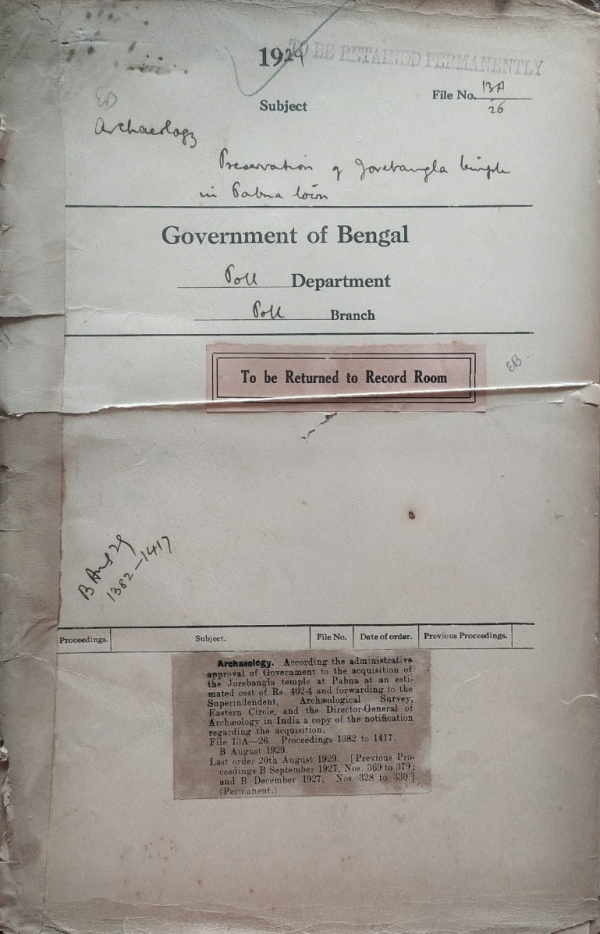 1929
TO BE RETAINED PERMANENTLY
Subject
File No. 13A
26
Archaeology
Preservation of Jorebangla temple
in Pabna town
Government of Bengal
Poll Department
Poll Branch
To be Returned to Record Room
B Aug 29
1382–1417
Proceedings. Subject. File No. Date of order. Previous Proceedings.
Archæology. According the administrative
approval of Government to the acquisition of
the Jorebangla temple at Pabna at an esti-
mated cost of Rs. 402-4 and forwarding to the
Superindendent, Archæological Survey,
Eastern Circle, and the Director-General of
Archæology in India a copy of the notification
regarding the acquisition.
File 13A—26. Proceedings 1382 to 1417.
B August 1929.
Last order 20th August 1929. [Previous Pro-
ceedings B September 1927, Nos. 369 to 379;
and B December 1927, Nos. 328 to 330.]
(Permanent.)